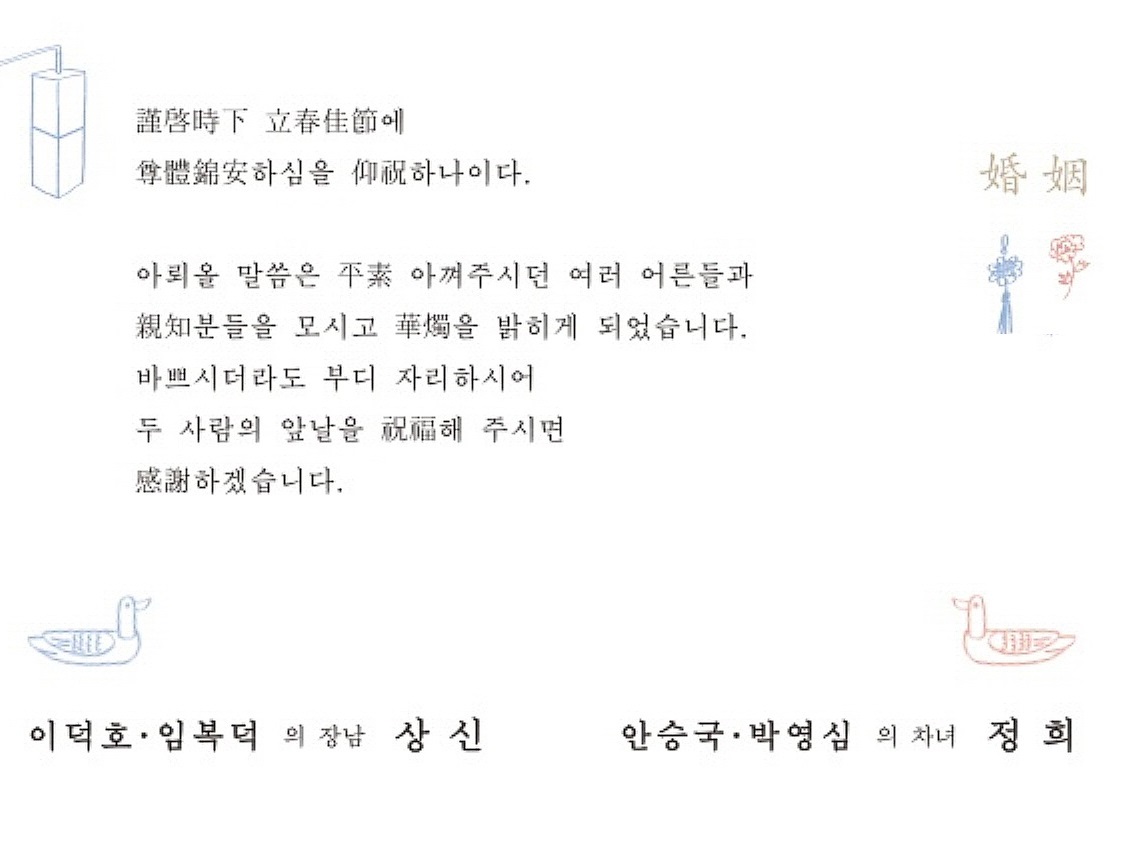 謹啓時下 立春佳節에
尊體錦安하심을 仰祝하나이다.
婚姻
아뢰올 말씀은 平素 아껴주시던 여러 어른들과
親知분들을 모시고 華燭을 밝히게 되었습니다.
바쁘시더라도 부디 자리하시어
두 사람의 앞날을 祝福해 주시면
感謝하겠습니다.
이덕호·임복덕 의 장남 상 신
안승국·박영심 의 차녀 정 희